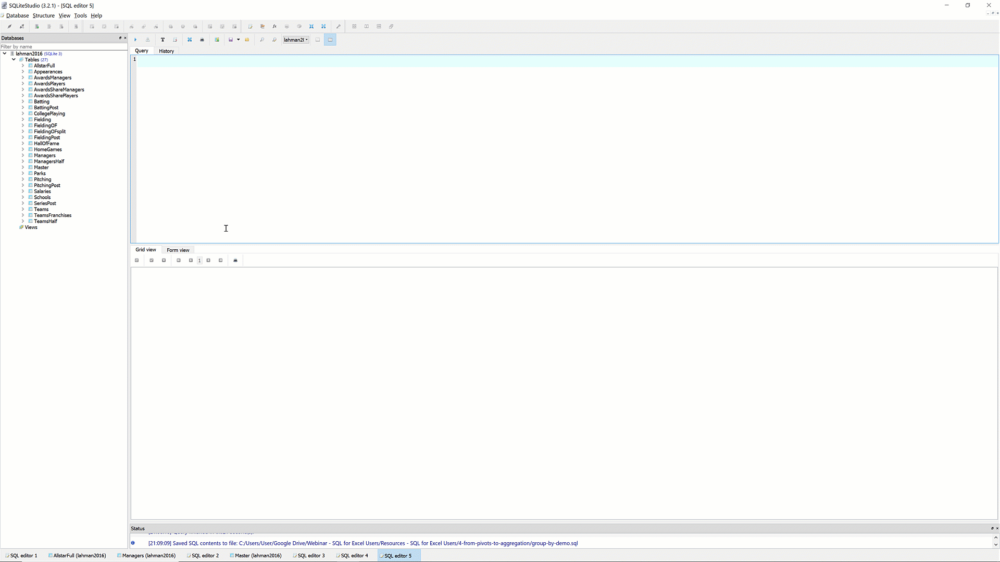 SQLiteStudio (3.2.1) - [SQL editor 5]
Database Structure View Tools Help
Databases
Filter by name
lahman2016 (SQLite 3)
Tables (27)
AllstarFull
Appearances
AwardsManagers
AwardsPlayers
AwardsShareManagers
AwardsSharePlayers
Batting
BattingPost
CollegePlaying
Fielding
FieldingOF
FieldingOFsplit
FieldingPost
HallOfFame
HomeGames
Managers
ManagersHalf
Master
Parks
Pitching
PitchingPost
Salaries
Schools
SeriesPost
Teams
TeamsFranchises
TeamsHalf
Views
lahman2(
Query History
1
Grid view Form view
1
Status
[21:09:09] Saved SQL contents to file: C:/Users/User/Google Drive/Webinar - SQL for Excel Users/Resources - SQL for Excel Users/4-from-pivots-to-aggregation/group-by-demo.sql
SQL editor 1 AllstarFull (lahman2016) Managers (lahman2016) SQL editor 2 Master (lahman2016) SQL editor 3 SQL editor 4 SQL editor 5